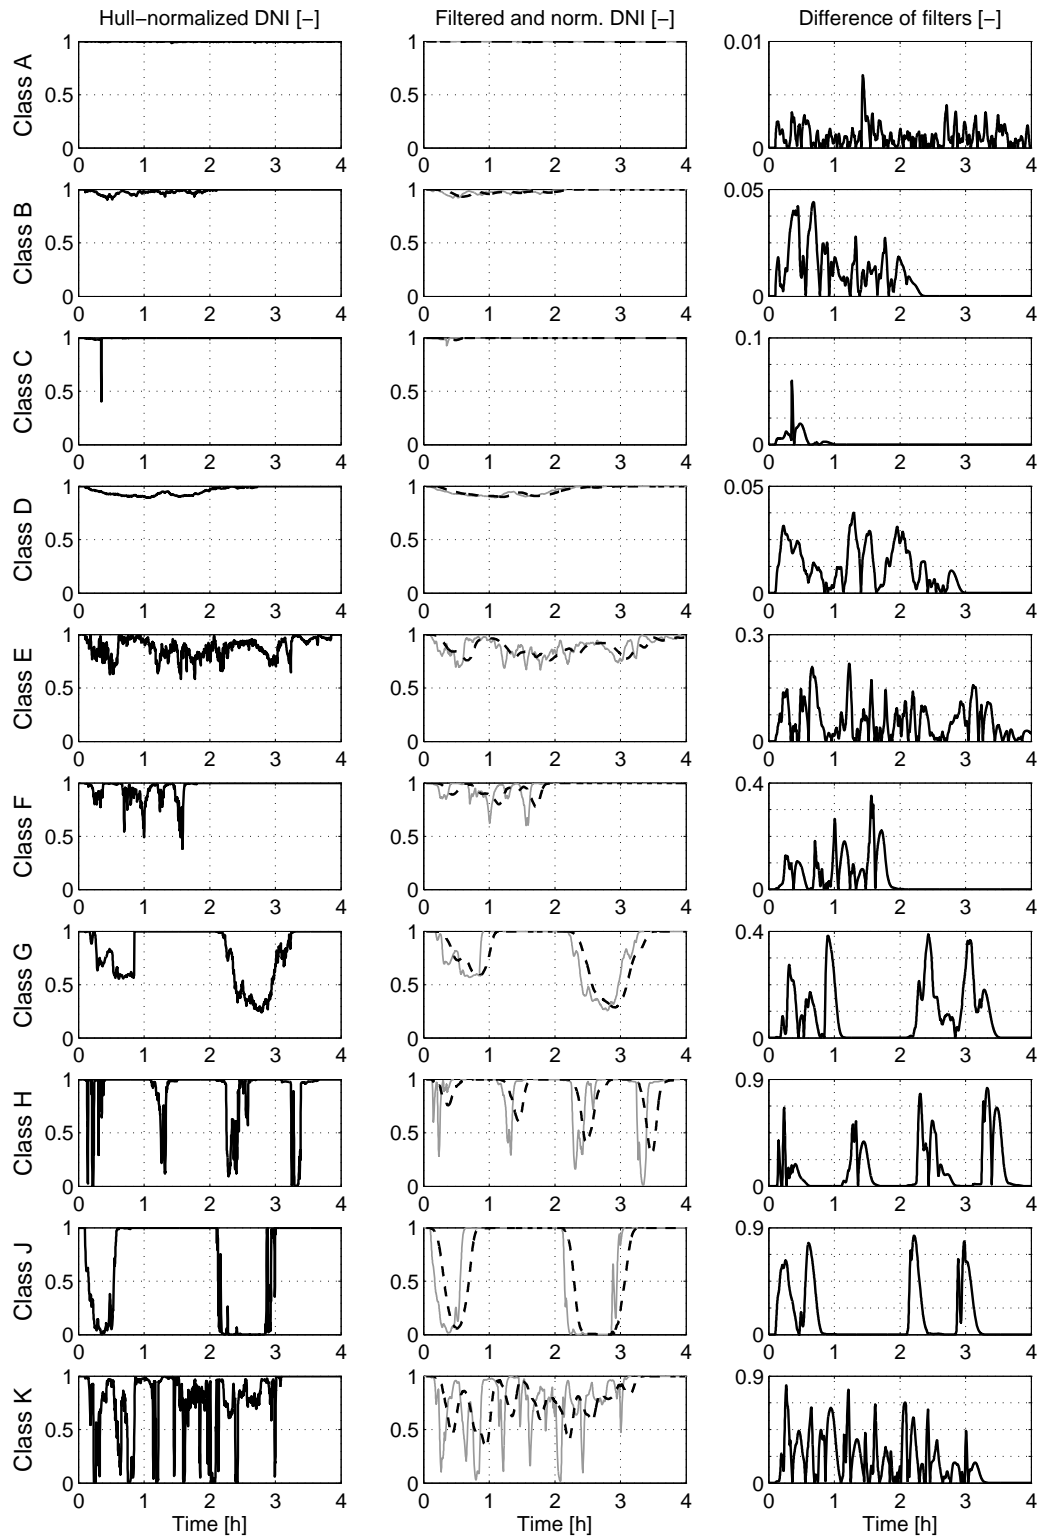 Hull−normalized DNI [−] Filtered and norm. DNI [−] Difference of filters [−]
Class A 1 0.5 0 0 1 2 3 4 1 0.5 0 0 1 2 3 4 0.01 0 0 1 2 3 4
Class B 1 0.5 0 0 1 2 3 4 1 0.5 0 0 1 2 3 4 0.05 0 0 1 2 3 4
Class C 1 0.5 0 0 1 2 3 4 1 0.5 0 0 1 2 3 4 0.1 0 0 1 2 3 4
Class D 1 0.5 0 0 1 2 3 4 1 0.5 0 0 1 2 3 4 0.05 0 0 1 2 3 4
Class E 1 0.5 0 0 1 2 3 4 1 0.5 0 0 1 2 3 4 0.3 0 0 1 2 3 4
Class F 1 0.5 0 0 1 2 3 4 1 0.5 0 0 1 2 3 4 0.4 0 0 1 2 3 4
Class G 1 0.5 0 0 1 2 3 4 1 0.5 0 0 1 2 3 4 0.4 0 0 1 2 3 4
Class H 1 0.5 0 0 1 2 3 4 1 0.5 0 0 1 2 3 4 0.9 0 0 1 2 3 4
Class J 1 0.5 0 0 1 2 3 4 1 0.5 0 0 1 2 3 4 0.9 0 0 1 2 3 4
Class K 1 0.5 0 0 1 2 3 4 1 0.5 0 0 1 2 3 4 0.9 0 0 1 2 3 4
Time [h] Time [h] Time [h]